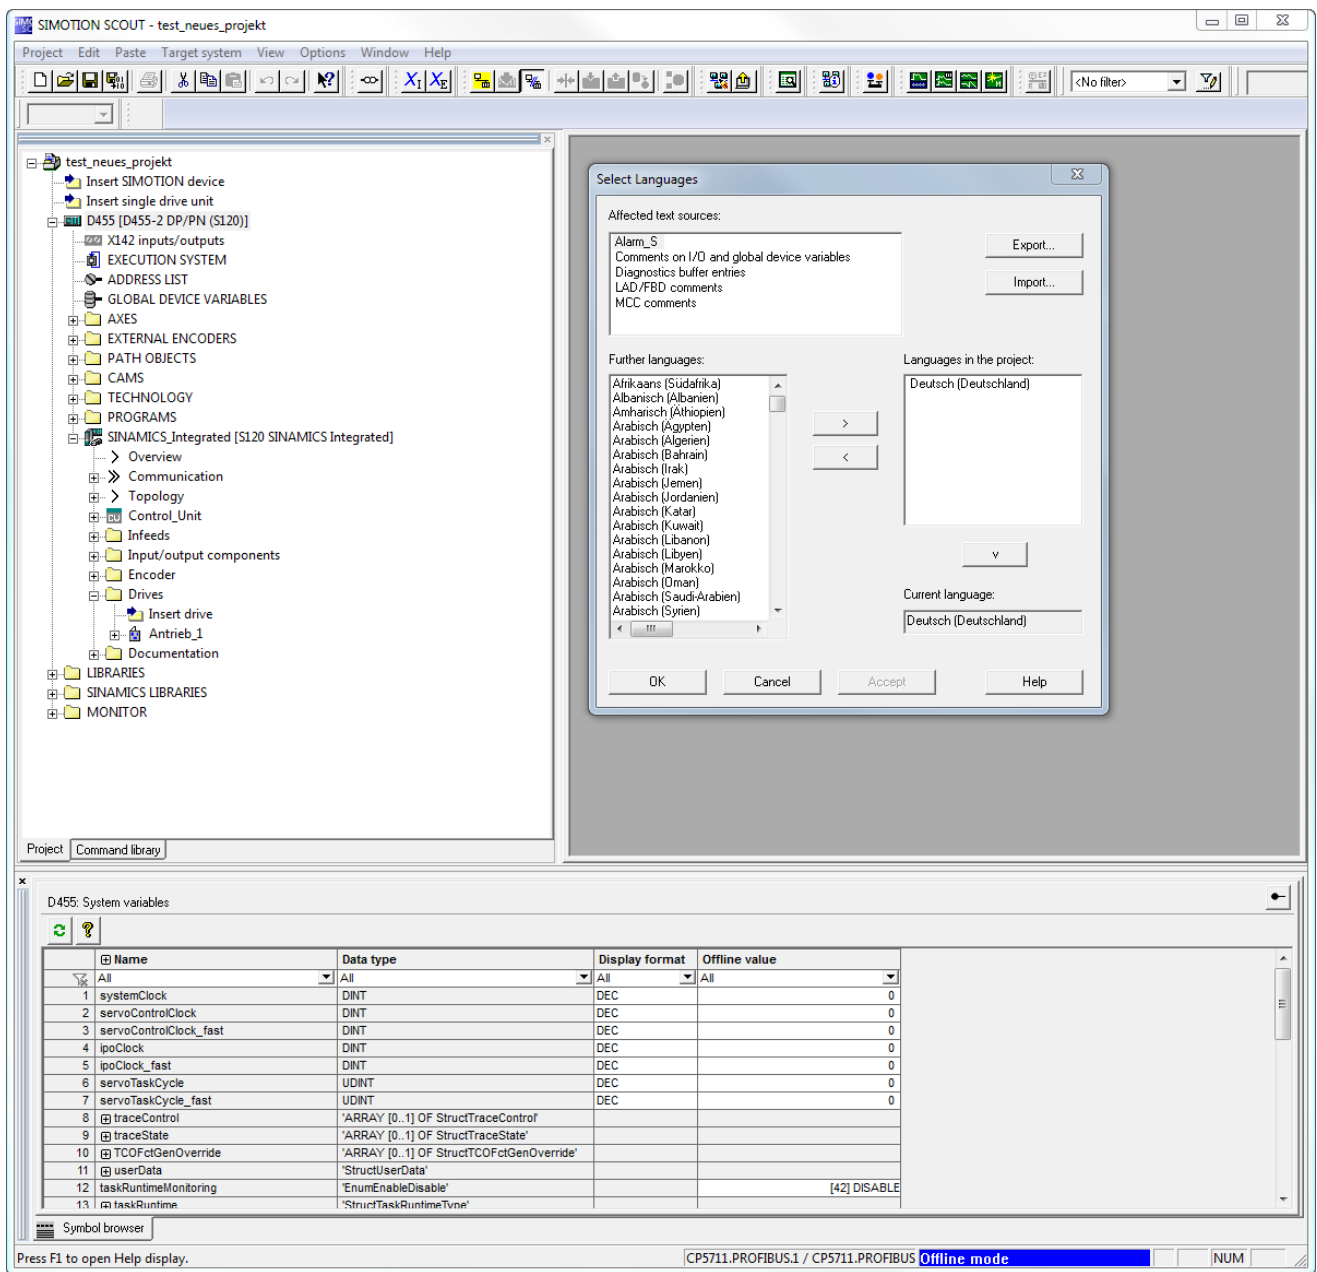 SIMOTION SCOUT - test_neues_projekt
Project Edit Paste Target system View Options Window Help
<No filter>
test_neues_projekt
Insert SIMOTION device
Insert single drive unit
D455 [D455-2 DP/PN (S120)]
X142 inputs/outputs
EXECUTION SYSTEM
ADDRESS LIST
GLOBAL DEVICE VARIABLES
AXES
EXTERNAL ENCODERS
PATH OBJECTS
CAMS
TECHNOLOGY
PROGRAMS
SINAMICS_Integrated [S120 SINAMICS Integrated]
Overview
Communication
Topology
Control_Unit
Infeeds
Input/output components
Encoder
Drives
Insert drive
Antrieb_1
Documentation
LIBRARIES
SINAMICS LIBRARIES
MONITOR
Project Command library
Select Languages
Affected text sources:
Alarm_S
Comments on I/O and global device variables
Diagnostics buffer entries
LAD/FBD comments
MCC comments
Export...
Import...
Further languages:
Afrikaans (Südafrika)
Albanisch (Albanien)
Amharisch (Äthiopien)
Arabisch (Ägypten)
Arabisch (Algerien)
Arabisch (Bahrain)
Arabisch (Irak)
Arabisch (Jemen)
Arabisch (Jordanien)
Arabisch (Katar)
Arabisch (Kuwait)
Arabisch (Libanon)
Arabisch (Libyen)
Arabisch (Marokko)
Arabisch (Oman)
Arabisch (Saudi-Arabien)
Arabisch (Syrien)
>
<
Languages in the project:
Deutsch (Deutschland)
v
Current language:
Deutsch (Deutschland)
OK Cancel Accept Help
D455: System variables
Name Data type Display format Offline value
All All All All
1 systemClock DINT DEC 0
2 servoControlClock DINT DEC 0
3 servoControlClock_fast DINT DEC 0
4 ipoClock DINT DEC 0
5 ipoClock_fast DINT DEC 0
6 servoTaskCycle UDINT DEC 0
7 servoTaskCycle_fast UDINT DEC 0
8 traceControl 'ARRAY [0..1] OF StructTraceControl'
9 traceState 'ARRAY [0..1] OF StructTraceState'
10 TCOFctGenOverride 'ARRAY [0..1] OF StructTCOFctGenOverride'
11 userData 'StructUserData'
12 taskRuntimeMonitoring 'EnumEnableDisable' [42] DISABLE
13 taskRuntime 'StructTaskRuntimeType'
Symbol browser
Press F1 to open Help display. CP5711.PROFIBUS.1 / CP5711.PROFIBUS Offline mode NUM